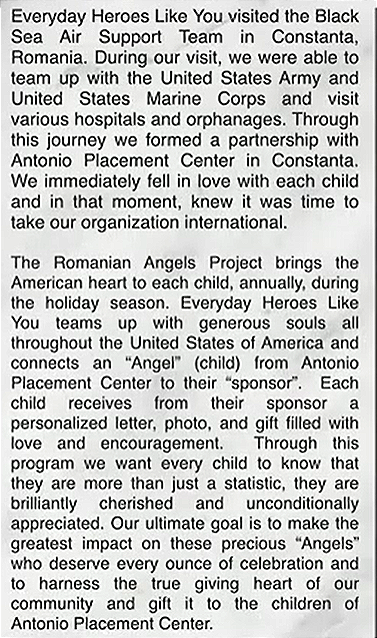 Everyday Heroes Like You visited the Black
Sea Air Support Team in Constanta,
Romania. During our visit, we were able to
team up with the United States Army and
United States Marine Corps and visit
various hospitals and orphanages. Through
this journey we formed a partnership with
Antonio Placement Center in Constanta.
We immediately fell in love with each child
and in that moment, knew it was time to
take our organization international.

The Romanian Angels Project brings the
American heart to each child, annually, during
the holiday season. Everyday Heroes Like
You teams up with generous souls all
throughout the United States of America and
connects an “Angel” (child) from Antonio
Placement Center to their “sponsor”. Each
child receives from their sponsor a
personalized letter, photo, and gift filled with
love and encouragement. Through this
program we want every child to know that
they are more than just a statistic, they are
brilliantly cherished and unconditionally
appreciated. Our ultimate goal is to make the
greatest impact on these precious “Angels”
who deserve every ounce of celebration and
to harness the true giving heart of our
community and gift it to the children of
Antonio Placement Center.